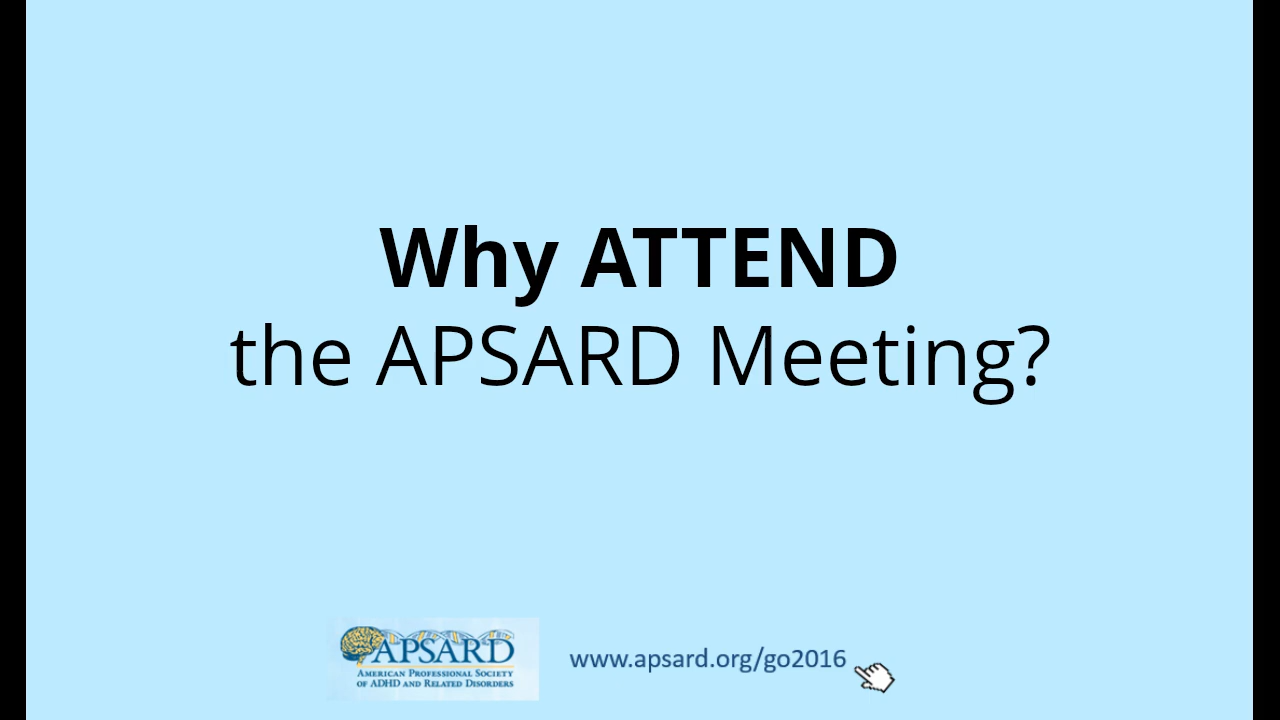 Why ATTEND
the APSARD Meeting?
APSARD
AMERICAN PROFESSIONAL SOCIETY
OF ADHD AND RELATED DISORDERS
www.apsard.org/go2016